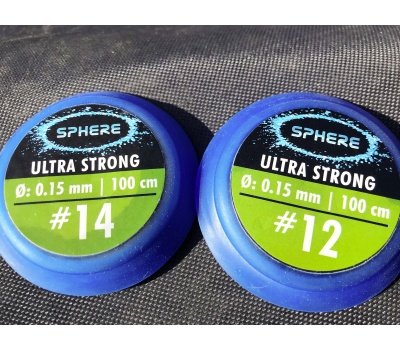 SPHERE
ULTRA STRONG
Ø: 0.15 mm | 100 cm
#14
SPHERE
ULTRA STRONG
Ø: 0.15 mm | 100 cm
#12